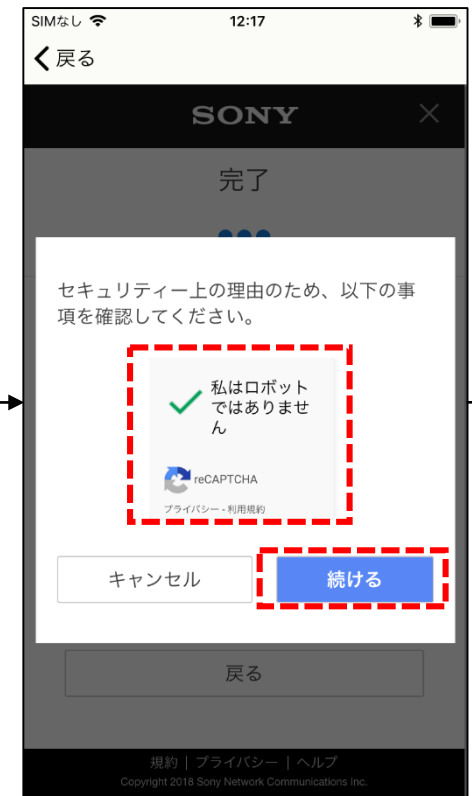 SIMなし 12:17
戻る
SONY
完了
セキュリティー上の理由のため、以下の事
項を確認してください。
私はロボット
ではありませ
ん
reCAPTCHA
プライバシー - 利用規約
キャンセル 続ける
戻る
規約 | プライバシー | ヘルプ
Copyright 2018 Sony Network Communications Inc.